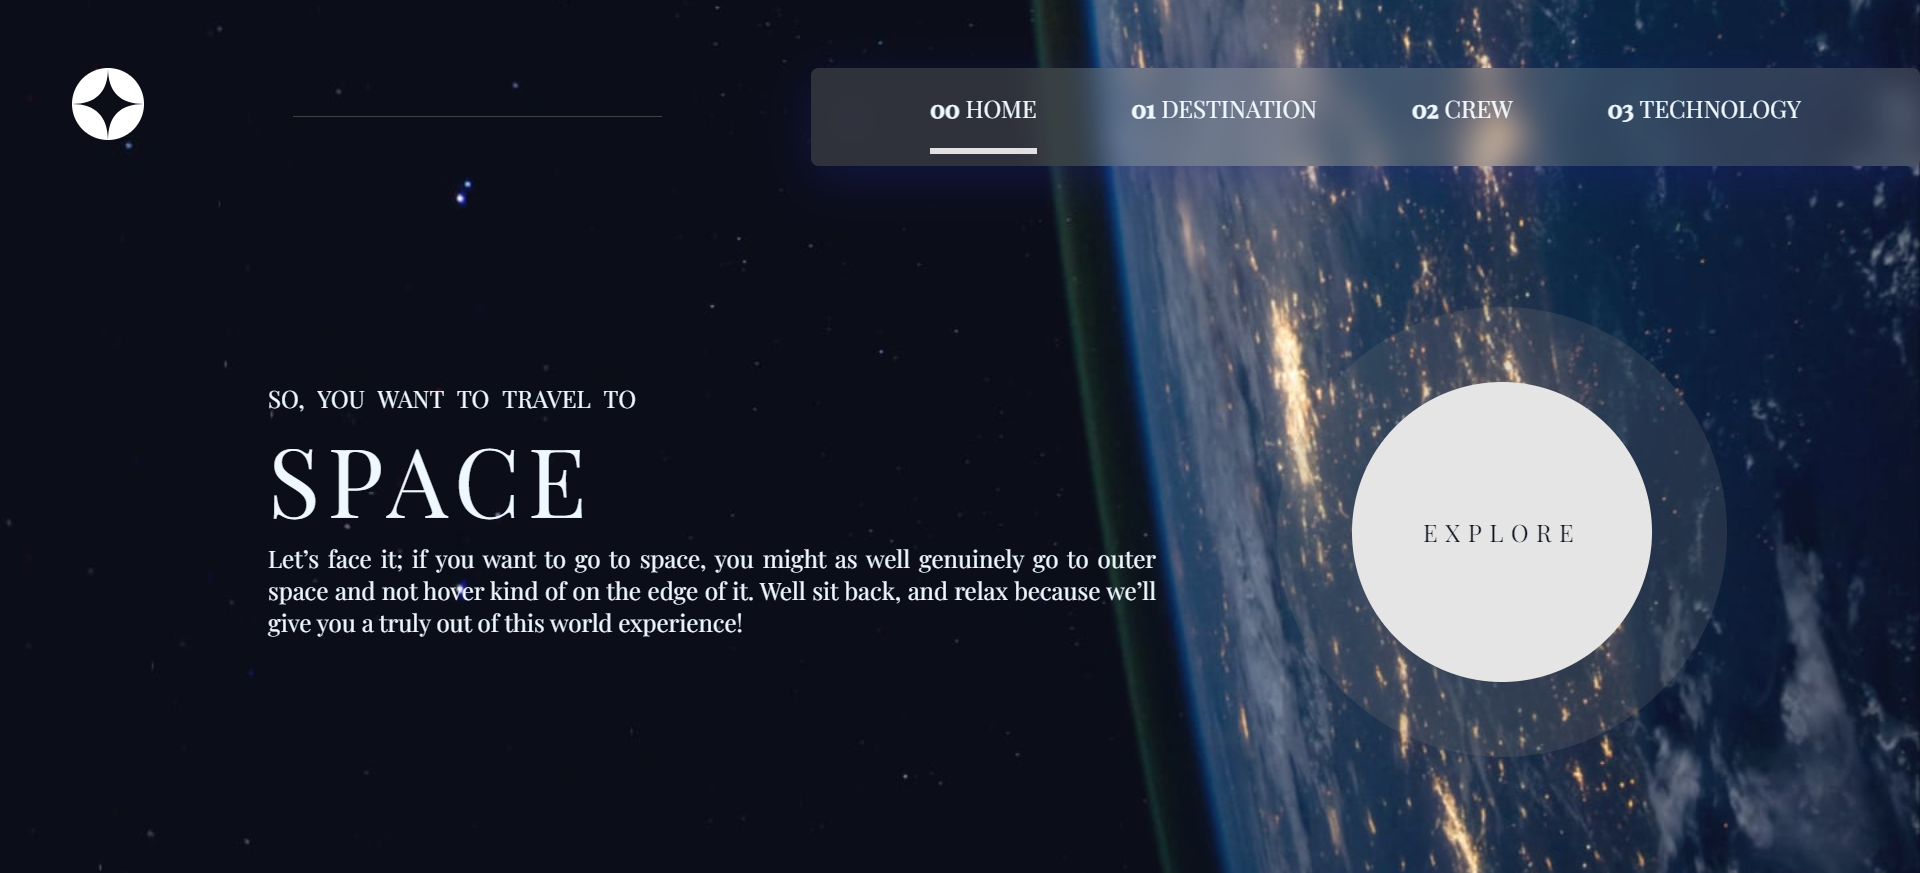 00 HOME 01 DESTINATION 02 CREW 03 TECHNOLOGY
SO, YOU WANT TO TRAVEL TO
SPACE
Let’s face it; if you want to go to space, you might as well genuinely go to outer
space and not hover kind of on the edge of it. Well sit back, and relax because we’ll
give you a truly out of this world experience!
EXPLORE